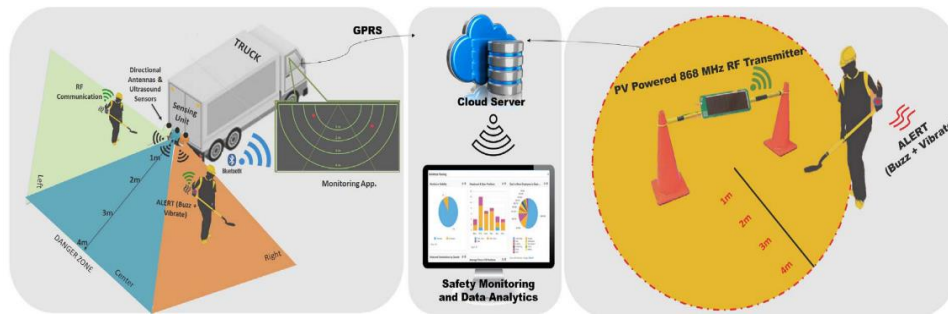 GPRS
TRUCK
Directional
Antennas &
Ultrasound
Sensors
RF
Communication
Sensing
Unit
Bluetooth
Monitoring App.
1m
2m
3m
4m
ALERT (Buzz +
Vibrate)
Left
DANGER ZONE
Center
Right
Cloud Server
Safety Monitoring
and Data Analytics
PV Powered 868 MHz RF Transmitter
ALERT
(Buzz + Vibrate)
1m
2m
3m
4m